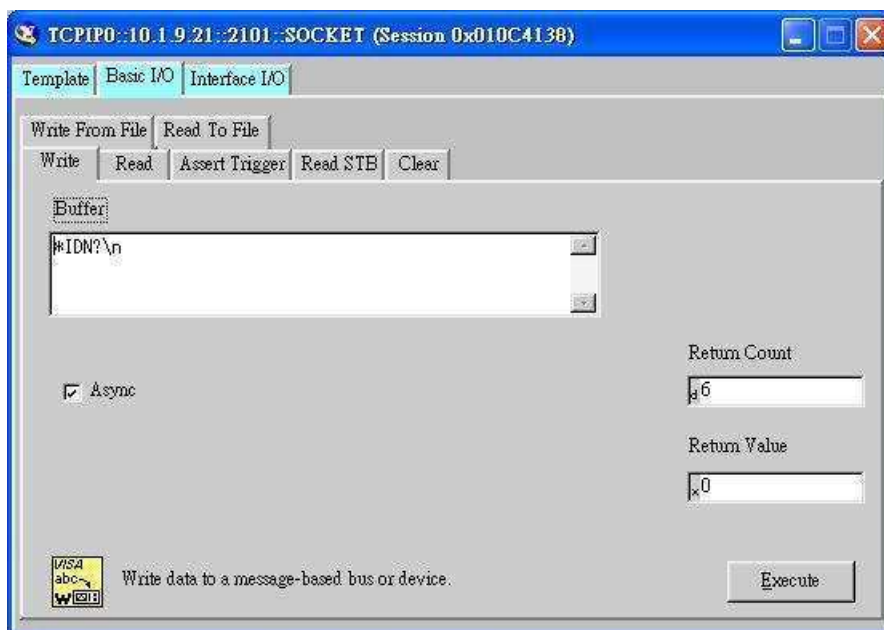 TCPIP0::10.1.9.21::2101::SOCKET (Session 0x010C4138)
Template Basic I/O Interface I/O
Write From File Read To File
Write Read Assert Trigger Read STB Clear
Buffer
*IDN?\n
Return Count
d 6
Async
Return Value
x 0
VISA
abc
W
Write data to a message-based bus or device.
Execute